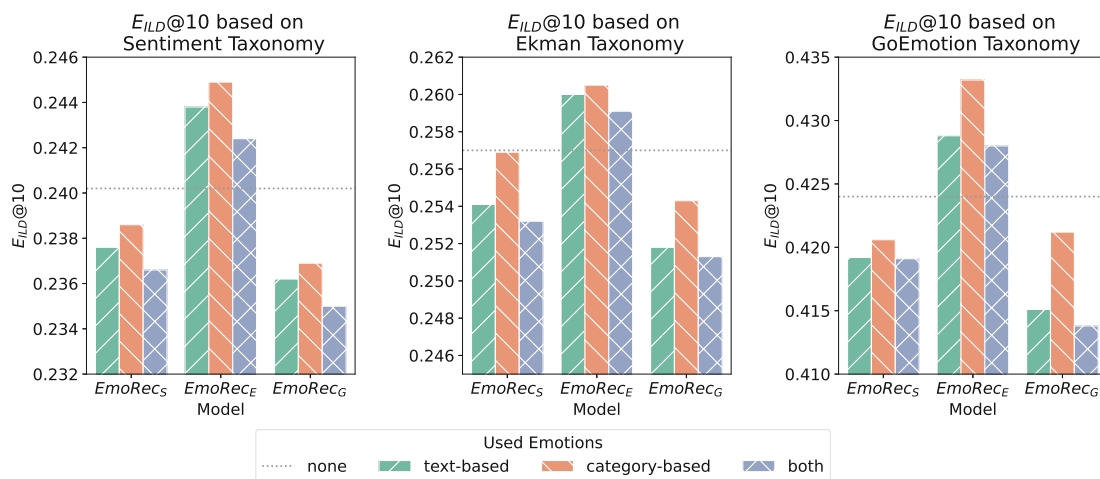 E_ILD@10 based on
Sentiment Taxonomy
E_ILD@10
0.246
0.244
0.242
0.240
0.238
0.236
0.234
0.232
EmoRec_S EmoRec_E EmoRec_G
Model
E_ILD@10 based on
Ekman Taxonomy
E_ILD@10
0.262
0.260
0.258
0.256
0.254
0.252
0.250
0.248
0.246
EmoRec_S EmoRec_E EmoRec_G
Model
E_ILD@10 based on
GoEmotion Taxonomy
E_ILD@10
0.435
0.430
0.425
0.420
0.415
0.410
EmoRec_S EmoRec_E EmoRec_G
Model
Used Emotions
none text-based category-based both